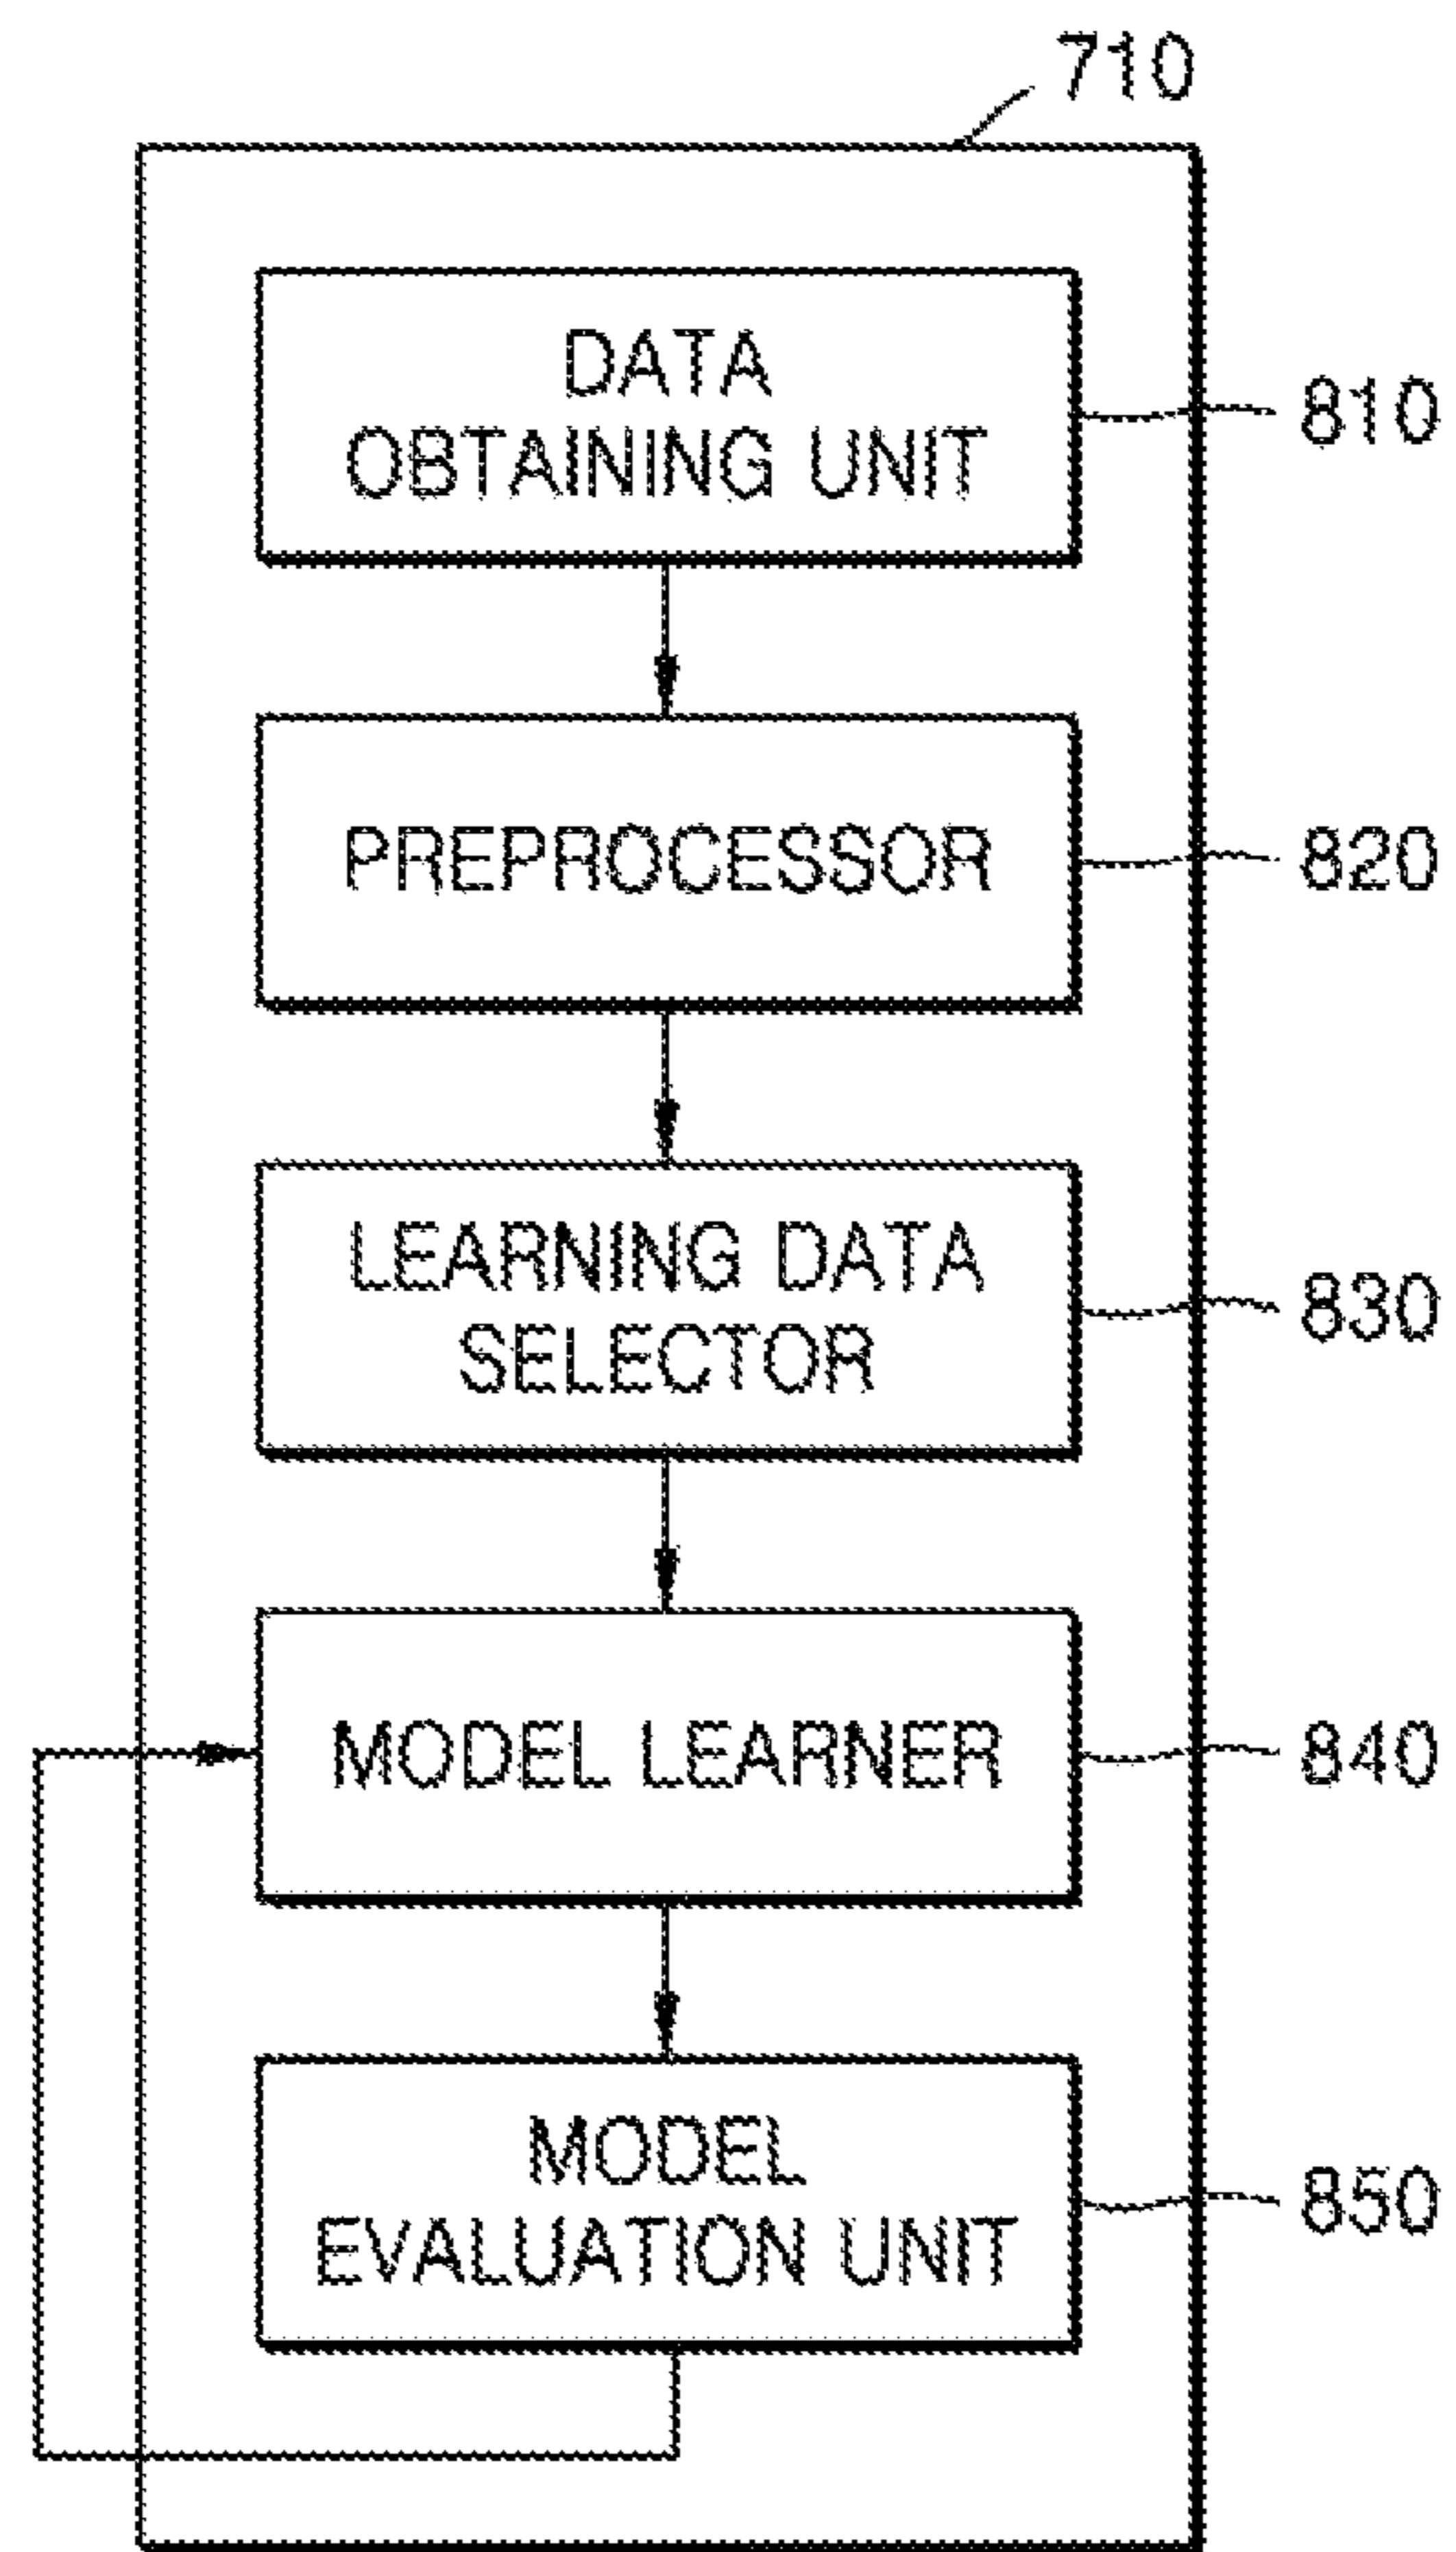 710
DATA
OBTAINING UNIT
810
PREPROCESSOR
820
LEARNING DATA
SELECTOR
830
MODEL LEARNER
840
MODEL
EVALUATION UNIT
850